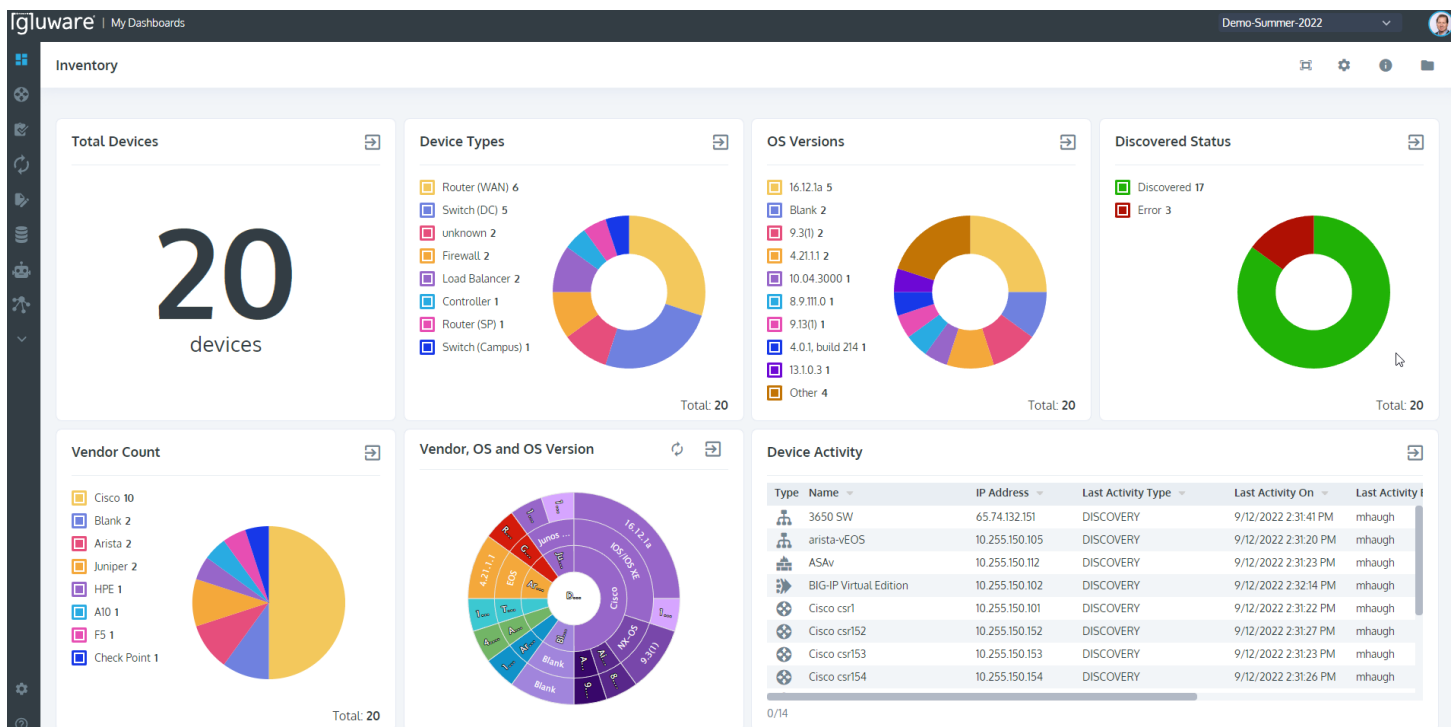 [g]luware | My Dashboards
Demo-Summer-2022
Inventory
Total Devices
20
devices
Device Types
Router (WAN) 6
Switch (DC) 5
unknown 2
Firewall 2
Load Balancer 2
Controller 1
Router (SP) 1
Switch (Campus) 1
Total: 20
OS Versions
16.12.1a 5
Blank 2
9.3(1) 2
4.21.1.1 2
10.04.3000 1
8.9.111.0 1
9.13(1) 1
4.0.1, build 214 1
13.1.0.3 1
Other 4
Total: 20
Discovered Status
Discovered 17
Error 3
Total: 20
Vendor Count
Cisco 10
Blank 2
Arista 2
Juniper 2
HPE 1
A10 1
F5 1
Check Point 1
Total: 20
Vendor, OS and OS Version
16.12.1a
IOS/IOS XE
Cisco
NX-OS
9.3(1)
Junos ...
4.21.1.1
EOS
D...
Blank
Blank
Device Activity
Type Name IP Address Last Activity Type Last Activity On Last Activity
3650 SW 65.74.132.151 DISCOVERY 9/12/2022 2:31:41 PM mhaugh
arista-vEOS 10.255.150.105 DISCOVERY 9/12/2022 2:31:20 PM mhaugh
ASAv 10.255.150.112 DISCOVERY 9/12/2022 2:31:23 PM mhaugh
BIG-IP Virtual Edition 10.255.150.102 DISCOVERY 9/12/2022 2:32:14 PM mhaugh
Cisco csr1 10.255.150.101 DISCOVERY 9/12/2022 2:31:22 PM mhaugh
Cisco csr152 10.255.150.152 DISCOVERY 9/12/2022 2:31:27 PM mhaugh
Cisco csr153 10.255.150.153 DISCOVERY 9/12/2022 2:31:23 PM mhaugh
Cisco csr154 10.255.150.154 DISCOVERY 9/12/2022 2:31:26 PM mhaugh
0/14